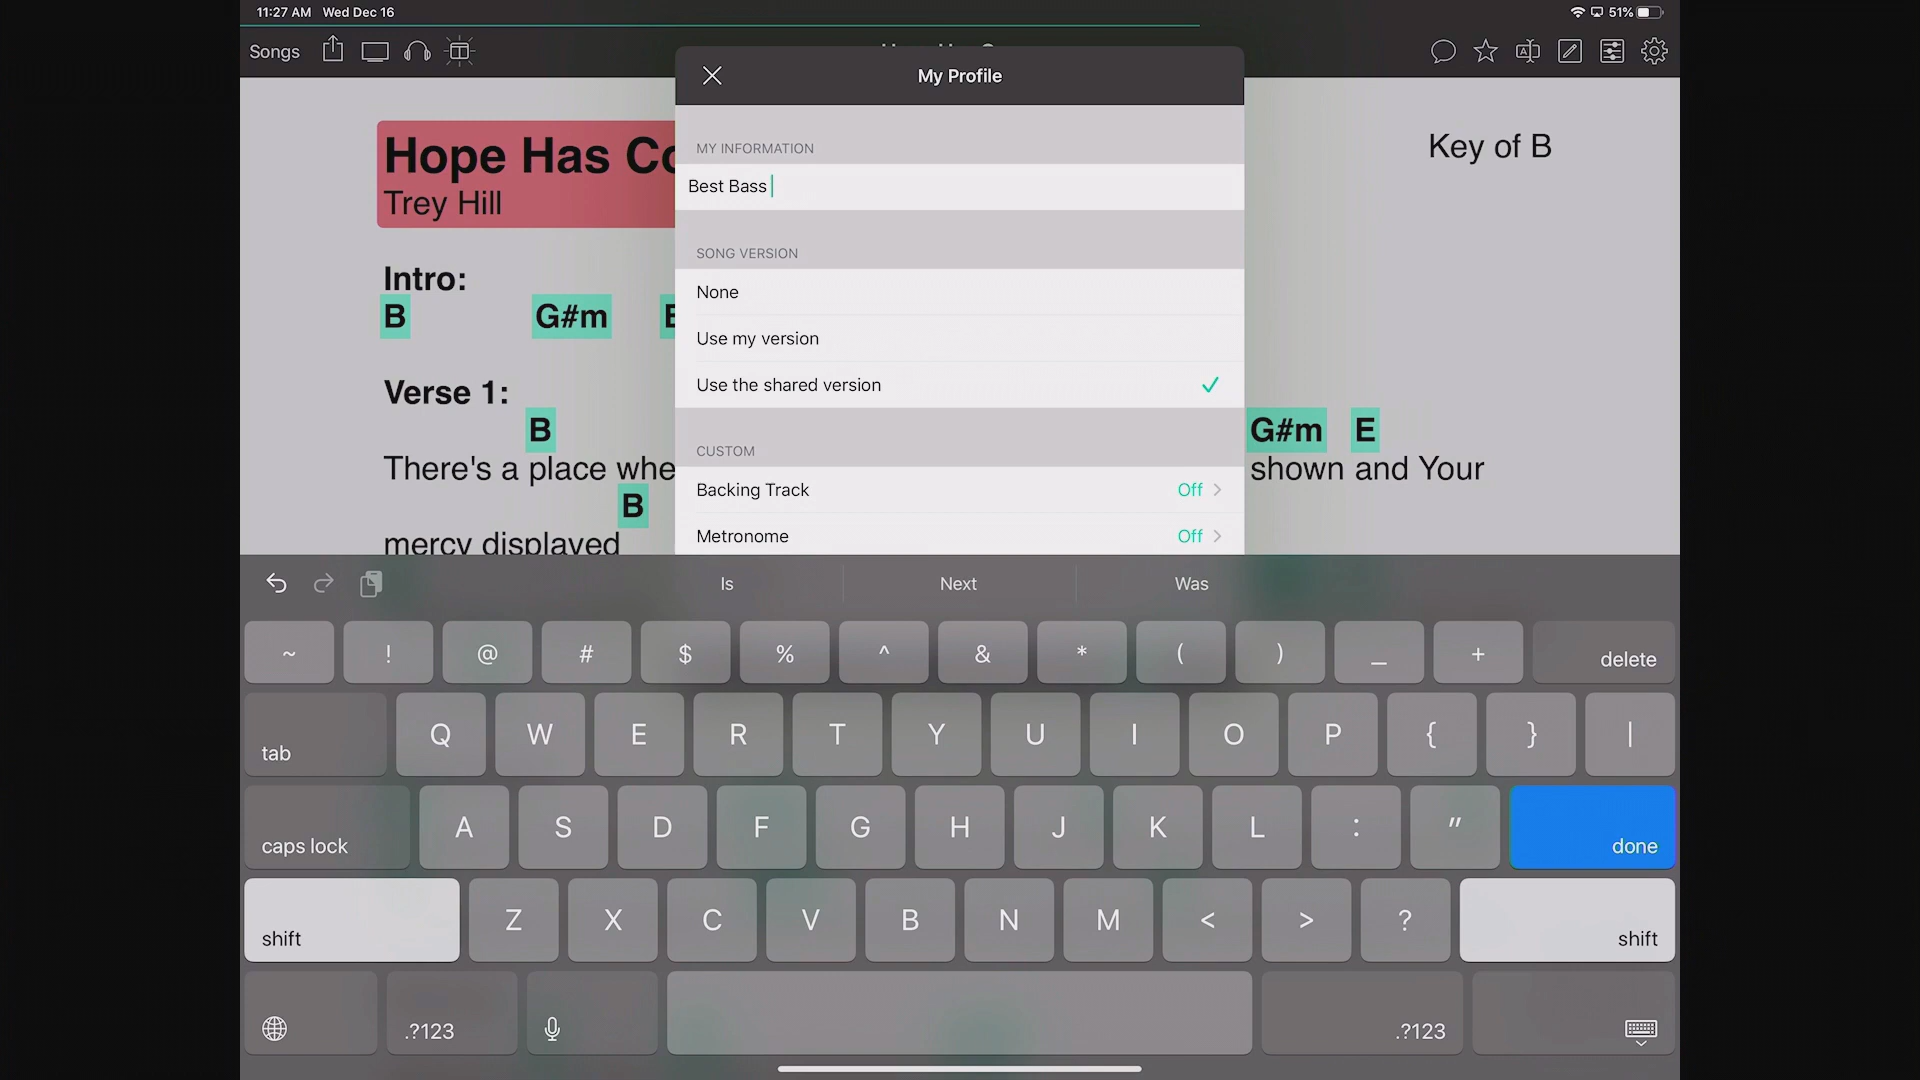 11:27 AM Wed Dec 16
51%
Songs
My Profile
MY INFORMATION
Best Bass
SONG VERSION
None
Use my version
Use the shared version
CUSTOM
Backing Track Off
Metronome Off
Hope Has Co
Trey Hill
Key of B
Intro:
B G#m
Verse 1:
B G#m E
There's a place whe shown and Your
B
mercy displayed
Is Next Was
~ ! @ # $ % ^ & * ( ) _ + delete
tab Q W E R T Y U I O P { } |
caps lock A S D F G H J K L : " done
shift Z X C V B N M < > ? shift
.?123 .?123